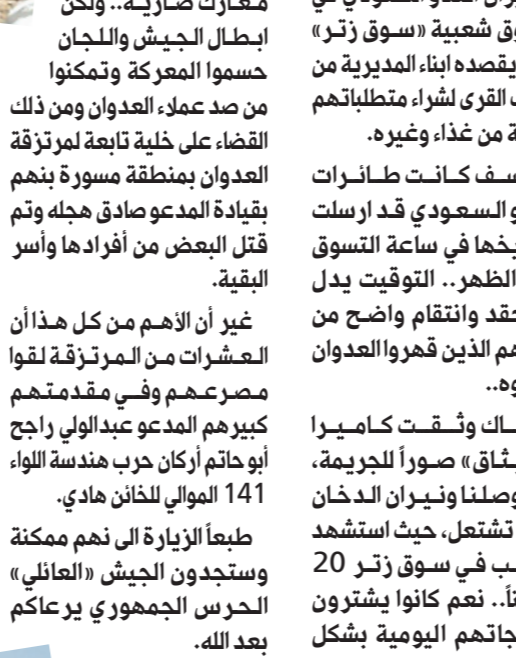 ق شعبية «سوق زتر»
يقصده ابناء المديرية من
القرى لشراء متطلباتهم
من غذاء وغيره.
كانت طائرات
السعودي قد ارسلت
في ساعة التسوق
الظهر.. التوقيت يدل
حقد وانتقام واضح من
هم الذين قهروا العدوان
وه..
وثقت كاميرا
صوراً للجريمة،
وصلنا ونيران الدخان
تشتعل، حيث استشهد
في سوق زتر 20
نعم كانوا يشترون
اليومية بشكل
معارك ضارية.. ولكن
ابطال الجيش واللجان
حسموا المعركة وتمكنوا
من صد عملاء العدوان ومن ذلك
القضاء على خلية تابعة لمرتزقة
العدوان بمنطقة مسورة بنهم
بقيادة المدعو صادق هجله وتم
قتل البعض من أفرادها وأسر
البقية.
غير أن الأهم من كل هذا أن
العشرات من المرتزقة لقوا
مصرعهم وفي مقدمتهم
كبيرهم المدعو عبدالولي راجح
أبو حاتم أركان حرب هندسة اللواء
141 الموالي للخائن هادي.
طبعاً الزيارة الى نهم ممكنة
وستجدون الجيش «العائلي»
الحرس الجمهوري يرعاكم
بعد الله.